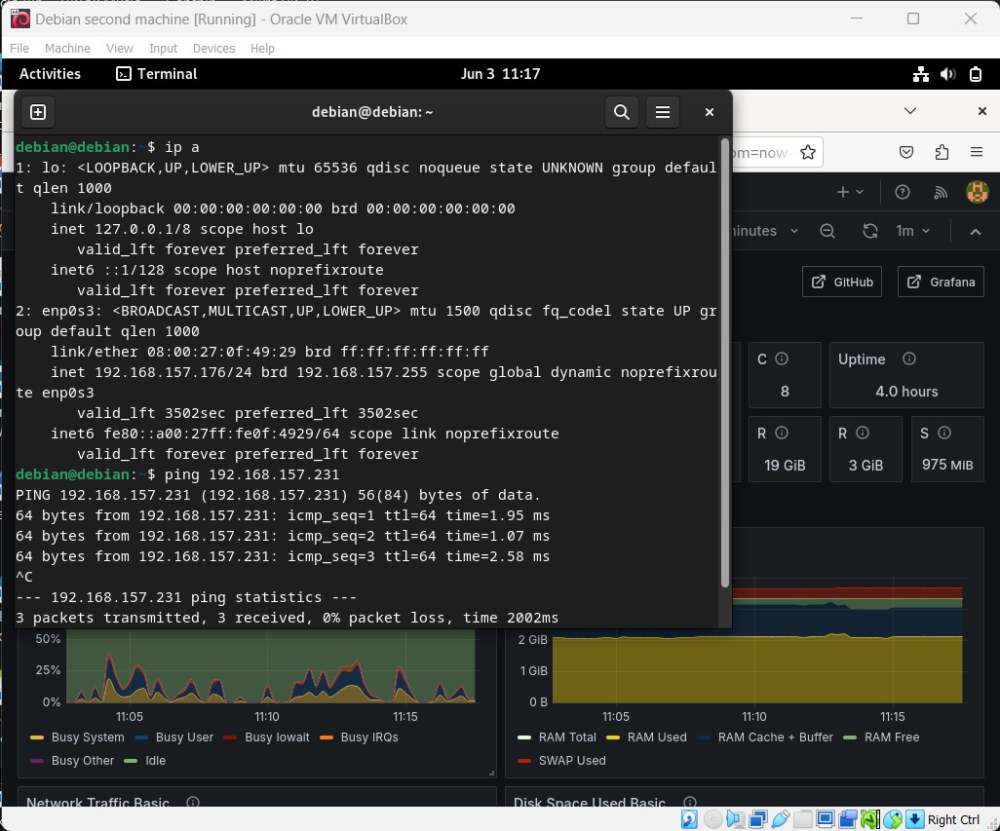 Debian second machine [Running] - Oracle VM VirtualBox
File Machine View Input Devices Help
Activities Terminal Jun 3 11:17
debian@debian: ~
debian@debian:~$ ip a
1: lo: <LOOPBACK,UP,LOWER_UP> mtu 65536 qdisc noqueue state UNKNOWN group defaul
t qlen 1000
link/loopback 00:00:00:00:00:00 brd 00:00:00:00:00:00
inet 127.0.0.1/8 scope host lo
valid_lft forever preferred_lft forever
inet6 ::1/128 scope host noprefixroute
valid_lft forever preferred_lft forever
2: enp0s3: <BROADCAST,MULTICAST,UP,LOWER_UP> mtu 1500 qdisc fq_codel state UP gr
oup default qlen 1000
link/ether 08:00:27:0f:49:29 brd ff:ff:ff:ff:ff:ff
inet 192.168.157.176/24 brd 192.168.157.255 scope global dynamic noprefixrou
te enp0s3
valid_lft 3502sec preferred_lft 3502sec
inet6 fe80::a00:27ff:fe0f:4929/64 scope link noprefixroute
valid_lft forever preferred_lft forever
debian@debian:~$ ping 192.168.157.231
PING 192.168.157.231 (192.168.157.231) 56(84) bytes of data.
64 bytes from 192.168.157.231: icmp_seq=1 ttl=64 time=1.95 ms
64 bytes from 192.168.157.231: icmp_seq=2 ttl=64 time=1.07 ms
64 bytes from 192.168.157.231: icmp_seq=3 ttl=64 time=2.58 ms
^C
--- 192.168.157.231 ping statistics ---
3 packets transmitted, 3 received, 0% packet loss, time 2002ms
om=now-
inutes 1m
GitHub Grafana
C Uptime
8 4.0 hours
R R S
19 GiB 3 GiB 975 MiB
50%
25%
0%
11:05 11:10 11:15
Busy System Busy User Busy Iowait Busy IRQs
Busy Other Idle
2 GiB
1 GiB
0 B
11:05 11:10 11:15
RAM Total RAM Used RAM Cache + Buffer RAM Free
SWAP Used
Network Traffic Basic Disk Space Used Basic
Right Ctrl